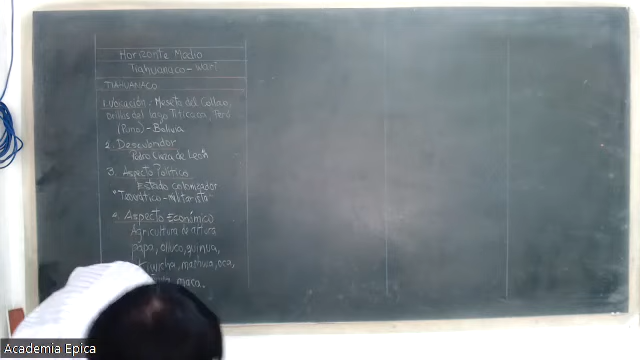 Horizonte Medio
Tiahuanaco - Wari
TIAHUANACO
1. Ubicación: Meseta del Collao,
orillas del lago Titicaca, Perú
(Puno) - Bolivia
2. Descubridor
Pedro Cieza de León
3. Aspecto Político
Estado colonizador
"Teocrático - militarista"
4. Aspecto Económico
Agricultura de altura
papa, olluco, quinua,
Kiwicha, mashua, oca,
maca.
Academia Epica